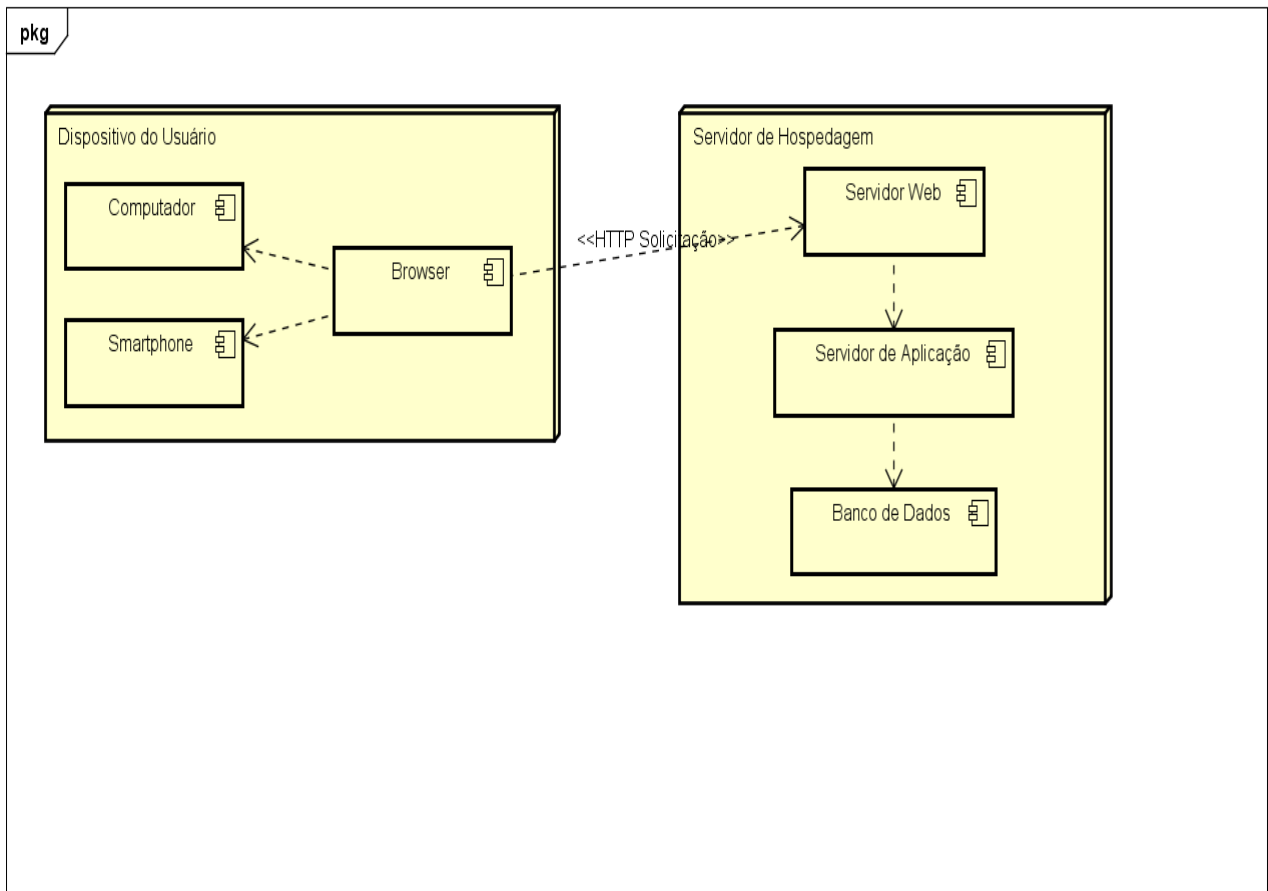 pkg
Dispositivo do Usuário
Computador
Browser
Smartphone
<<HTTP Solicitação>>
Servidor de Hospedagem
Servidor Web
Servidor de Aplicação
Banco de Dados